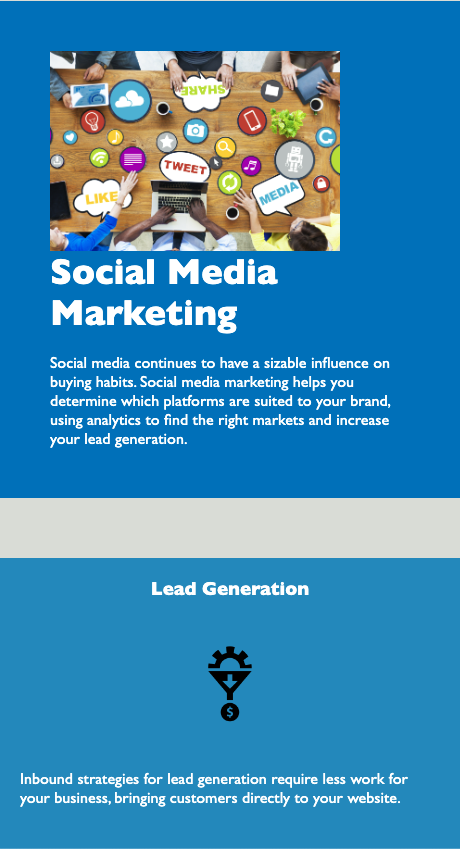 SHARE
TWEET
LIKE
MEDIA
Social Media
Marketing
Social media continues to have a sizable influence on
buying habits. Social media marketing helps you
determine which platforms are suited to your brand,
using analytics to find the right markets and increase
your lead generation.
Lead Generation
$
Inbound strategies for lead generation require less work for
your business, bringing customers directly to your website.